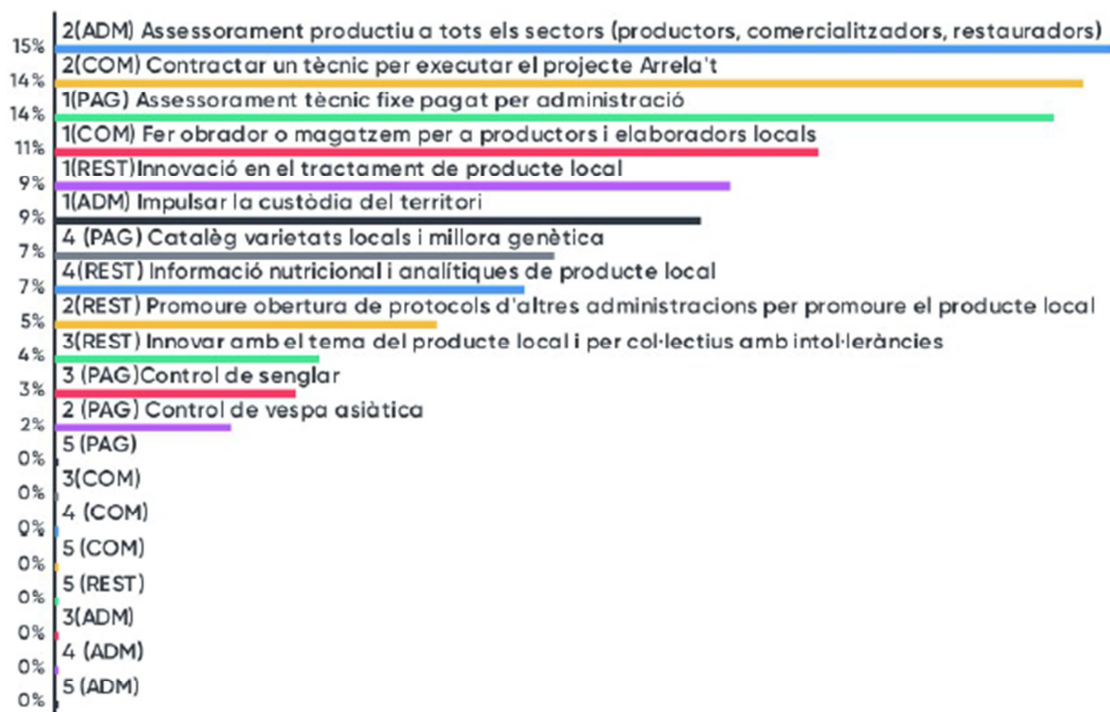 2(ADM) Assessorament productiu a tots els sectors (productors, comercialitzadors, restauradors)
15%
2(COM) Contractar un tècnic per executar el projecte Arrela't
14%
1(PAG) Assessorament tècnic fixe pagat per administració
14%
1(COM) Fer obrador o magatzem per a productors i elaboradors locals
11%
1(REST)Innovació en el tractament de producte local
9%
1(ADM) Impulsar la custòdia del territori
9%
4 (PAG) Catalèg varietats locals i millora genètica
7%
4(REST) Informació nutricional i analítiques de producte local
7%
2(REST) Promoure obertura de protocols d'altres administracions per promoure el producte local
5%
3(REST) Innovar amb el tema del producte local i per col·lectius amb intol·leràncies
4%
3 (PAG)Control de senglar
3%
2 (PAG) Control de vespa asiàtica
2%
5 (PAG)
0%
3(COM)
0%
4 (COM)
0%
5 (COM)
0%
5 (REST)
0%
3(ADM)
0%
4 (ADM)
0%
5 (ADM)
0%